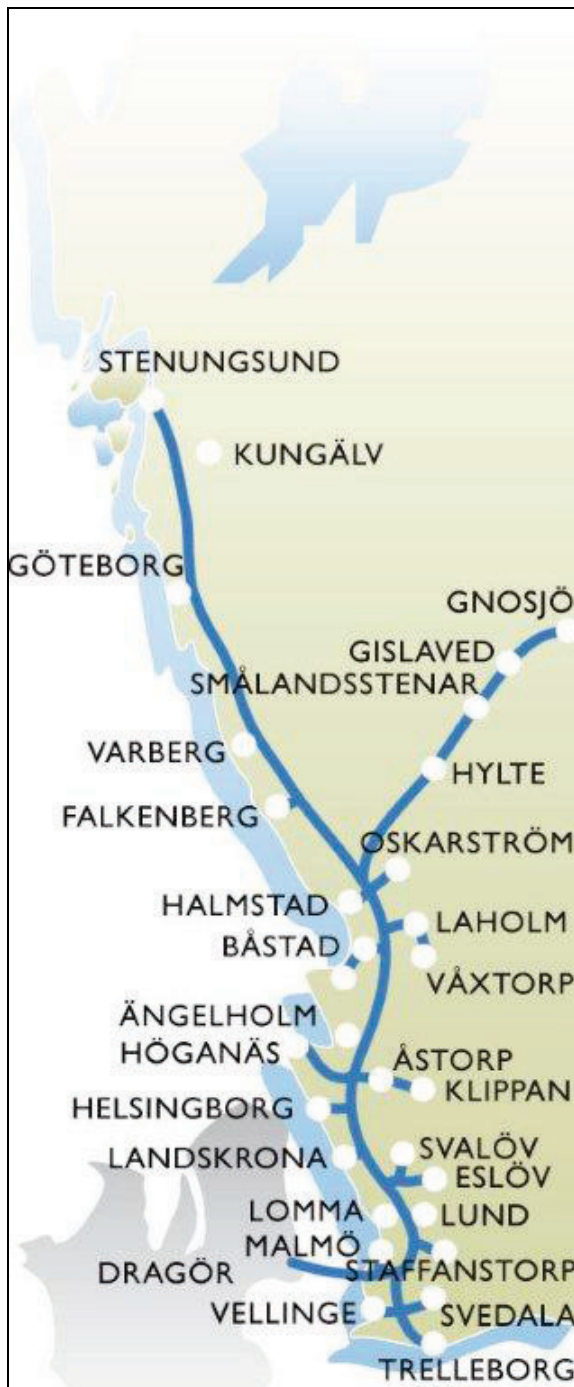 STENUNGSUND
KUNGÄLV
GÖTEBORG
GNOSJÖ
GISLAVED
SMÅLANDSSTENAR
VARBERG
HYLTE
FALKENBERG
OSKARSTRÖM
HALMSTAD
LAHOLM
BÅSTAD
VÅXTORP
ÄNGELHOLM
HÖGANÄS
ÅSTORP
KLIPPAN
HELSINGBORG
SVALÖV
LANDSKRONA
ESLÖV
LOMMA
LUND
MALMÖ
DRAGÖR
STAFFANSTORP
VELLINGE
SVEDALA
TRELLEBORG